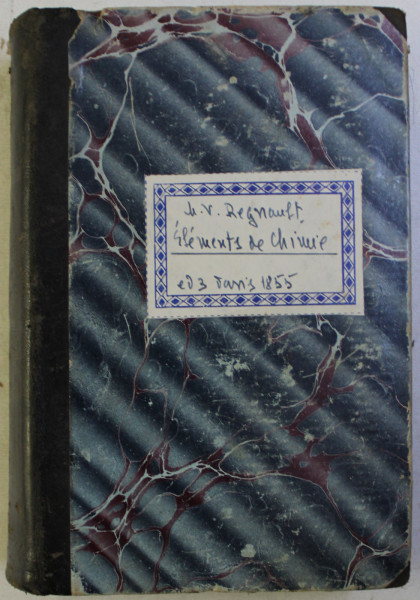 h.v. Regnault.
Éléments de Chimie
ed 3 Paris 1855